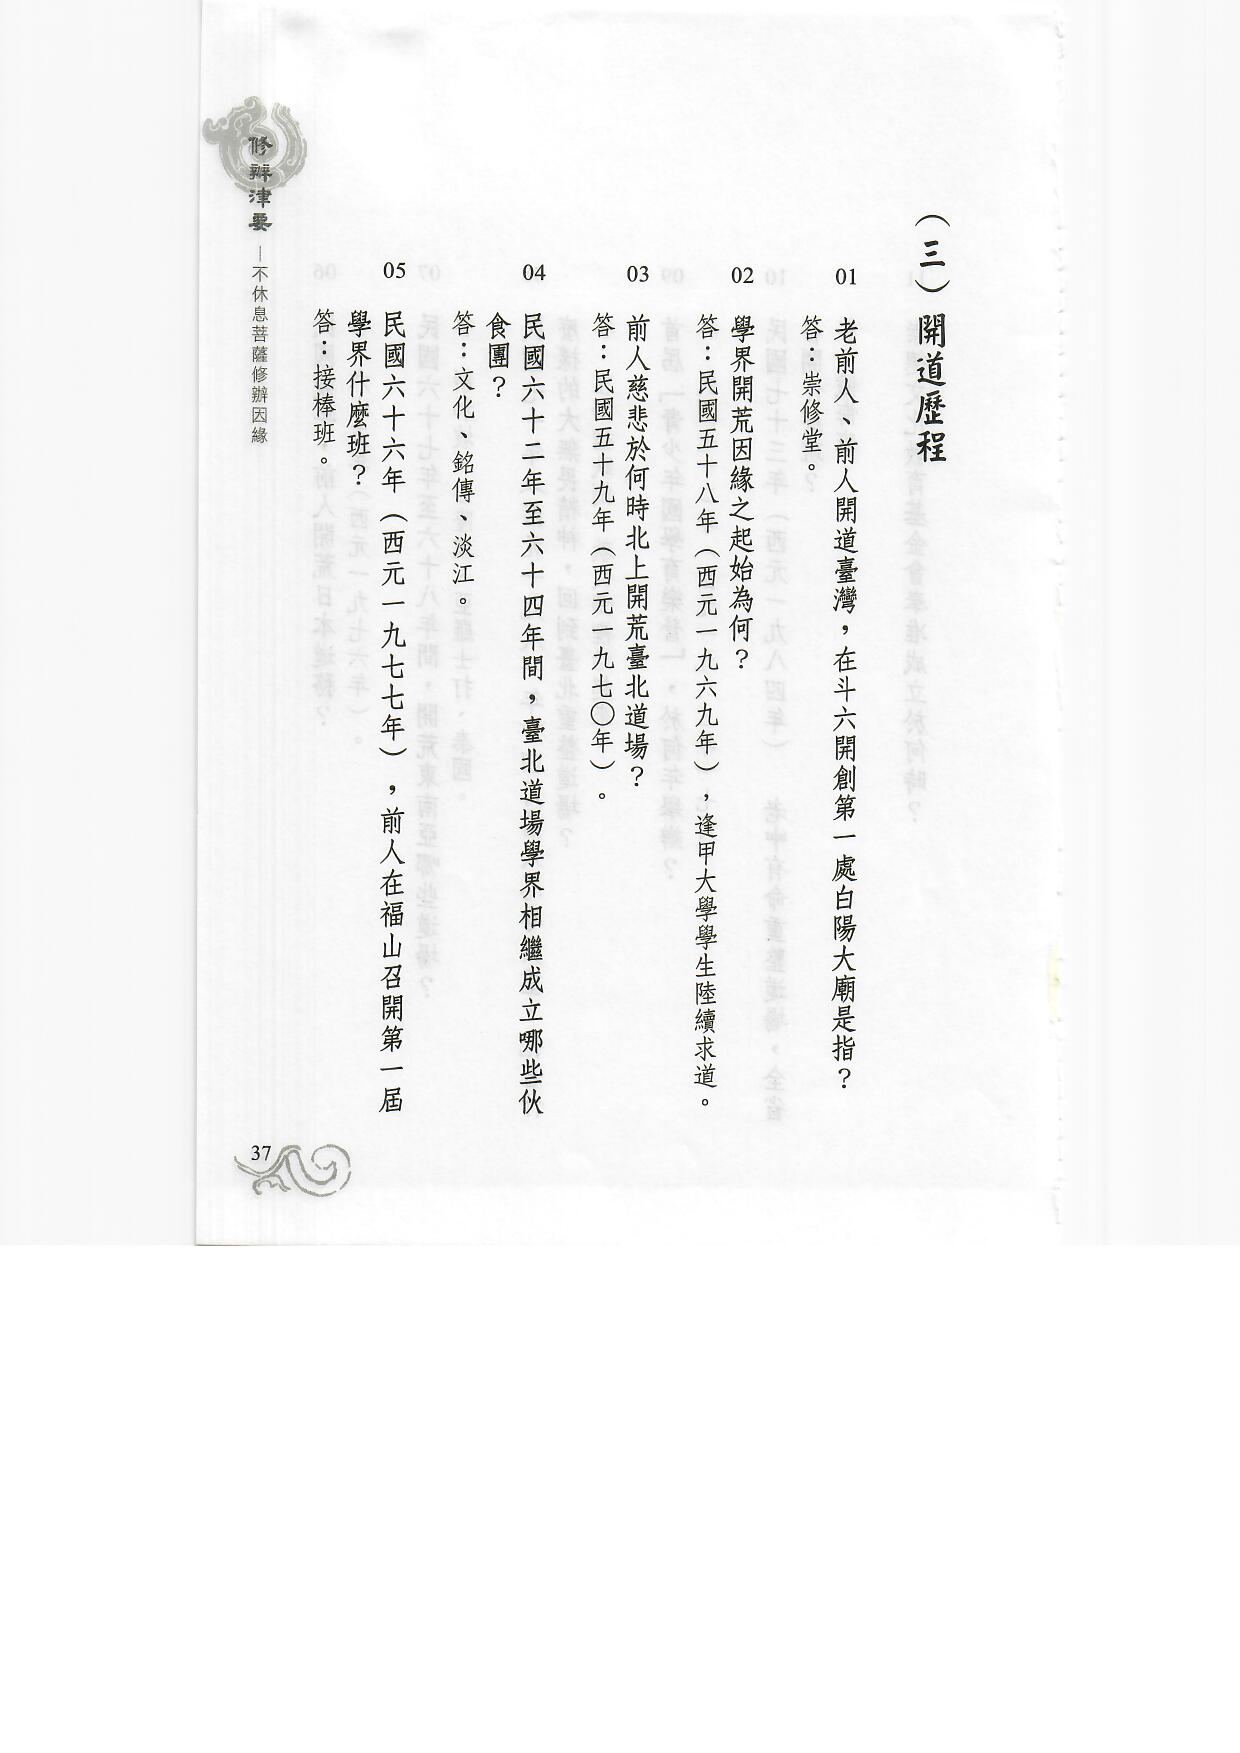 （三）開道歷程
01 老前人、前人開道臺灣，在斗六開創第一處白陽大廟是指？
答：崇修堂。
02 學界開荒因緣之起始為何？
答：民國五十八年（西元一九六九年），逢甲大學學生陸續求道。
03 前人慈悲於何時北上開荒臺北道場？
答：民國五十九年（西元一九七〇年）。
04 民國六十二年至六十四年間，臺北道場學界相繼成立哪些伙
食團？
答：文化、銘傳、淡江。
05 民國六十六年（西元一九七七年），前人在福山召開第一屆
學界什麼班？
答：接棒班。
修辦津要
—不休息菩薩修辦因緣
37